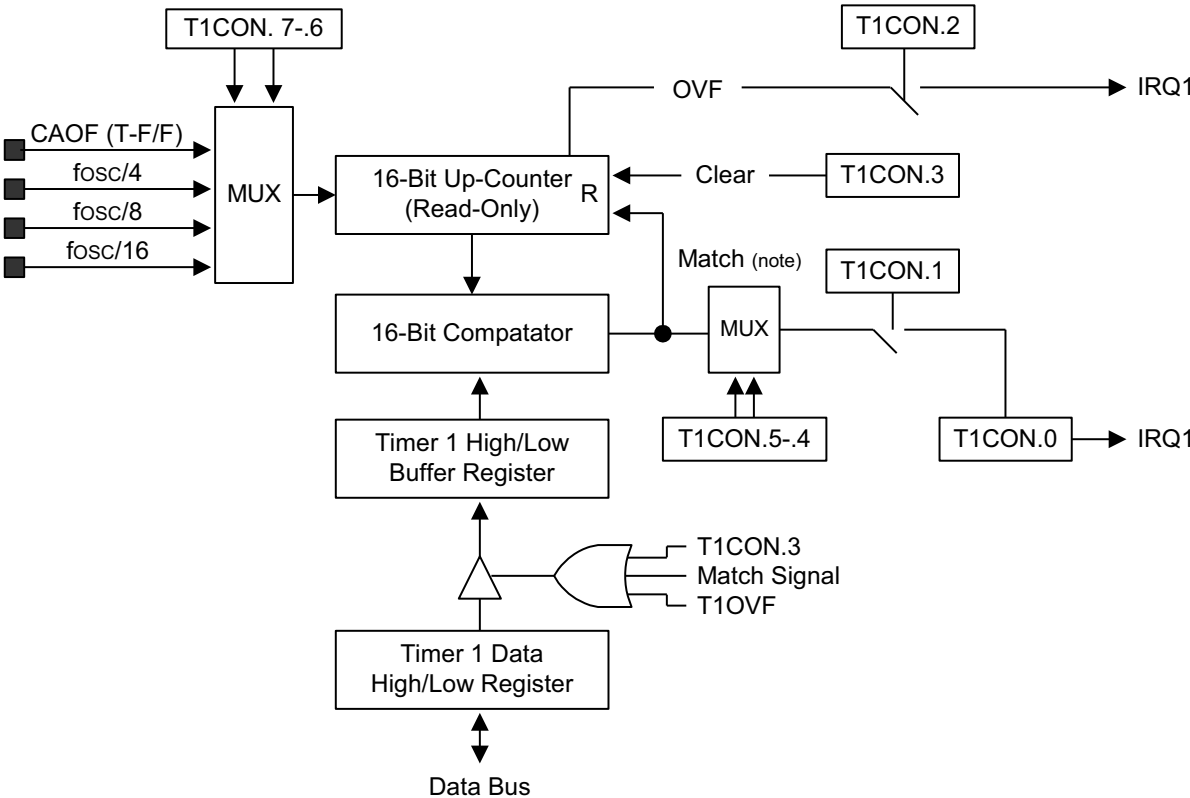 T1CON. 7-.6
T1CON.2
OVF
IRQ1
CAOF (T-F/F)
fosc/4
fosc/8
fosc/16
MUX
16-Bit Up-Counter
(Read-Only)
R
Clear
T1CON.3
Match (note)
T1CON.1
16-Bit Compatator
MUX
Timer 1 High/Low
Buffer Register
T1CON.5-.4
T1CON.0
IRQ1
T1CON.3
Match Signal
T1OVF
Timer 1 Data
High/Low Register
Data Bus